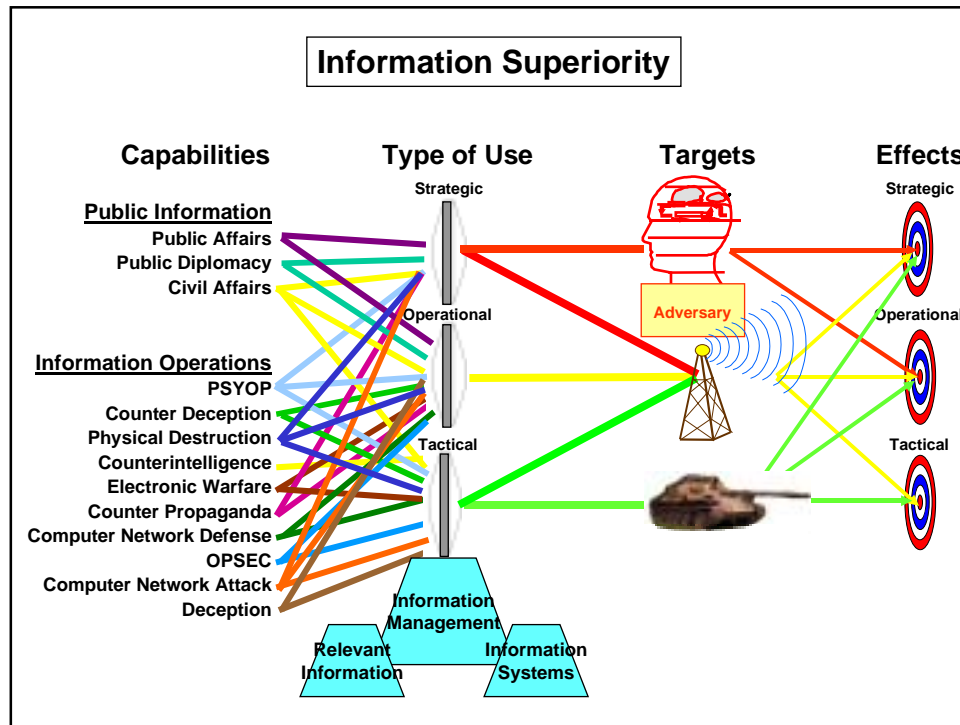 Information Superiority
Capabilities
Type of Use
Targets
Effects
Public Information
Public Affairs
Public Diplomacy
Civil Affairs
Information Operations
PSYOP
Counter Deception
Physical Destruction
Counterintelligence
Electronic Warfare
Counter Propaganda
Computer Network Defense
OPSEC
Computer Network Attack
Deception
Strategic
Operational
Tactical
Information
Management
Relevant
Information
Information
Systems
Adversary
Strategic
Operational
Tactical